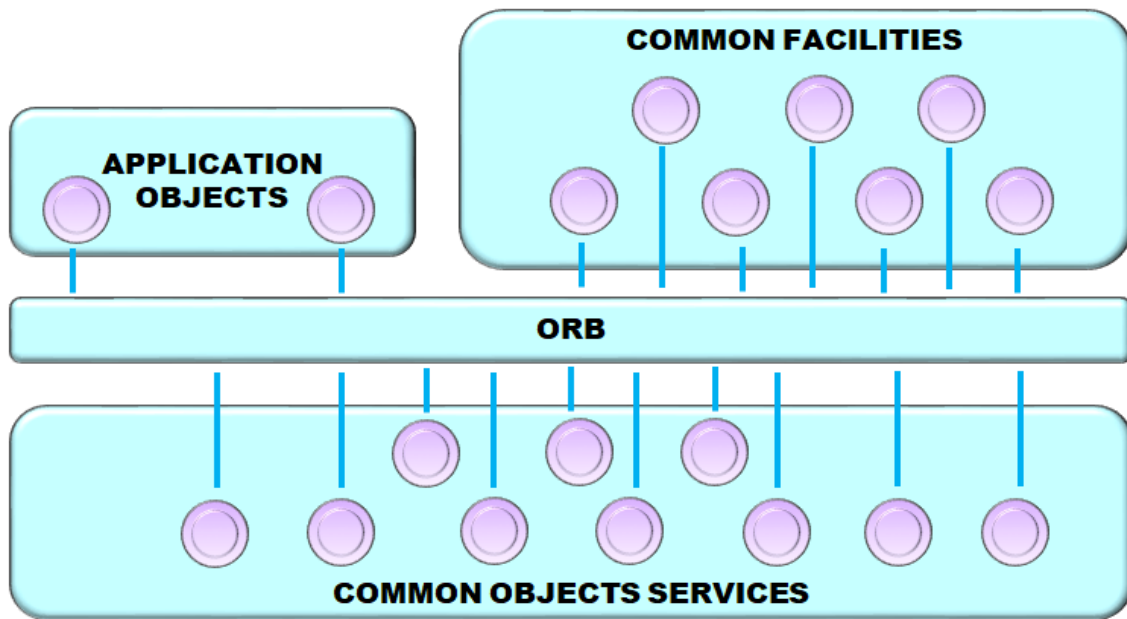 COMMON FACILITIES
APPLICATION
OBJECTS
ORB
COMMON OBJECTS SERVICES